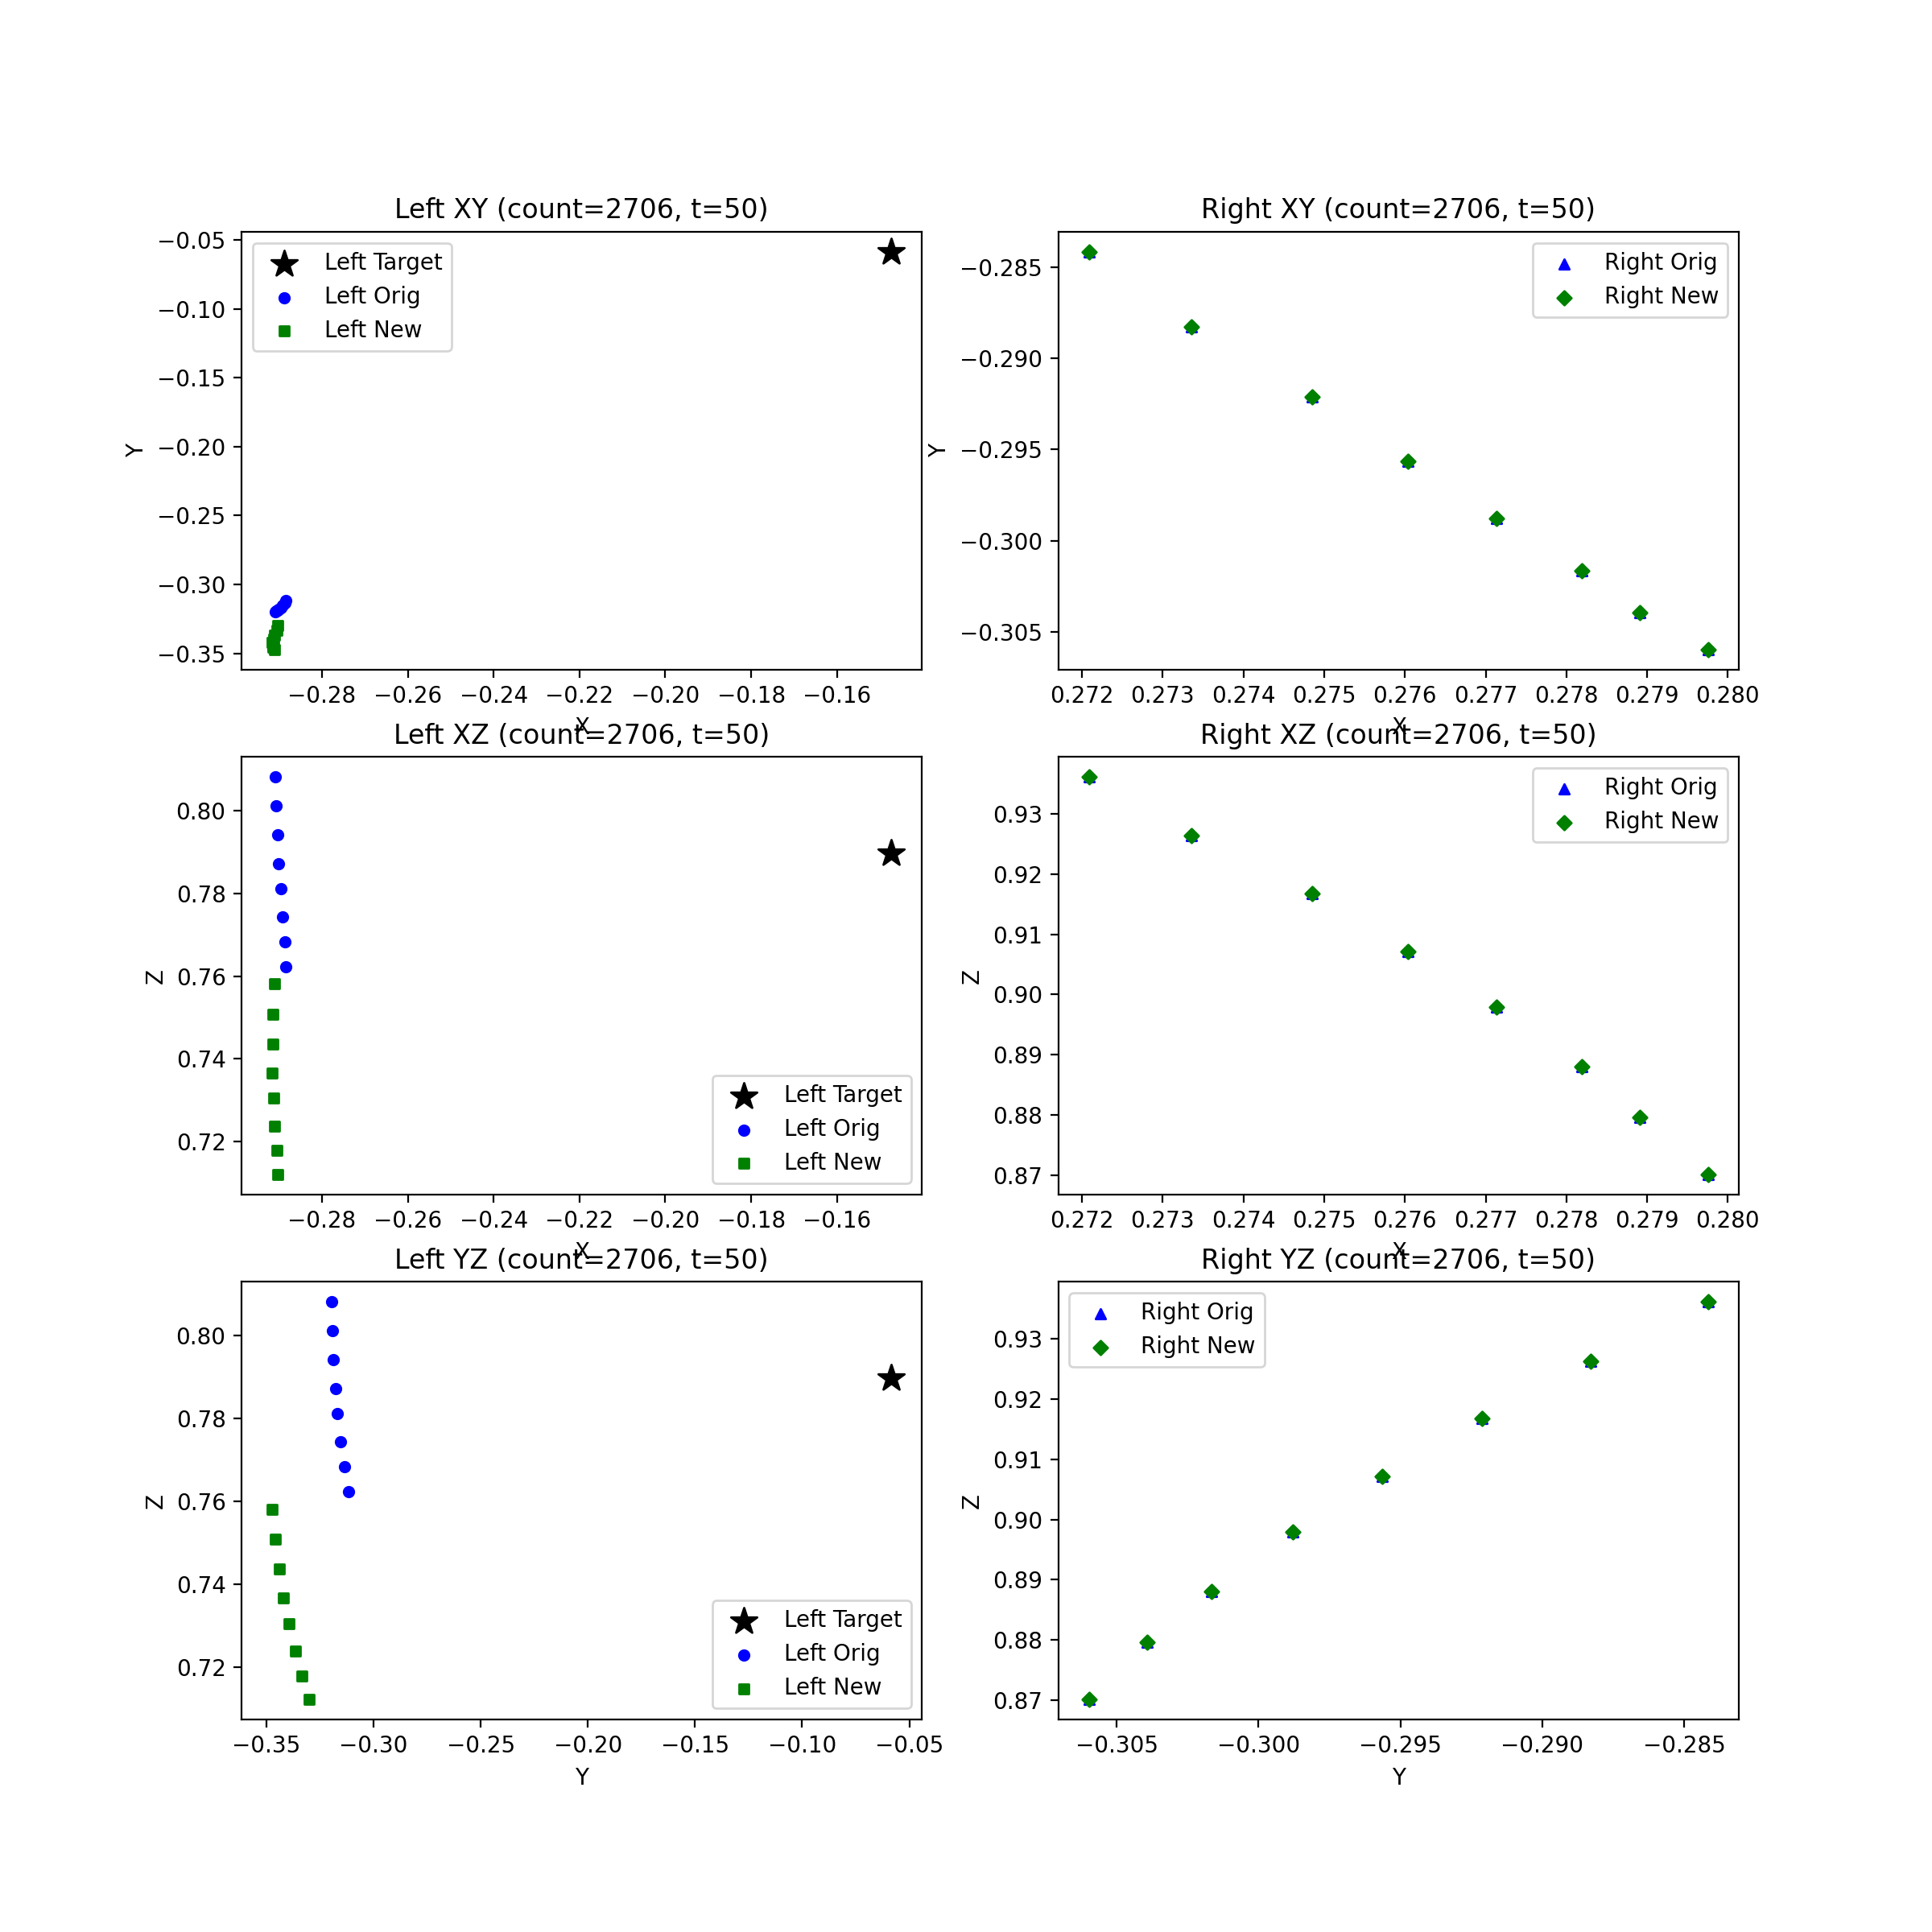 Left XY (count=2706, t=50)
Left Target
Left Orig
Left New
Y
−0.05
−0.10
−0.15
−0.20
−0.25
−0.30
−0.35
−0.28 −0.26 −0.24 −0.22 −0.20 −0.18 −0.16
X
Right XY (count=2706, t=50)
Right Orig
Right New
Y
−0.285
−0.290
−0.295
−0.300
−0.305
0.272 0.273 0.274 0.275 0.276 0.277 0.278 0.279 0.280
X
Left XZ (count=2706, t=50)
Z
0.80
0.78
0.76
0.74
0.72
Left Target
Left Orig
Left New
−0.28 −0.26 −0.24 −0.22 −0.20 −0.18 −0.16
X
Right XZ (count=2706, t=50)
Right Orig
Right New
Z
0.93
0.92
0.91
0.90
0.89
0.88
0.87
0.272 0.273 0.274 0.275 0.276 0.277 0.278 0.279 0.280
X
Left YZ (count=2706, t=50)
Z
0.80
0.78
0.76
0.74
0.72
Left Target
Left Orig
Left New
−0.35 −0.30 −0.25 −0.20 −0.15 −0.10 −0.05
Y
Right YZ (count=2706, t=50)
Right Orig
Right New
Z
0.93
0.92
0.91
0.90
0.89
0.88
0.87
−0.305 −0.300 −0.295 −0.290 −0.285
Y